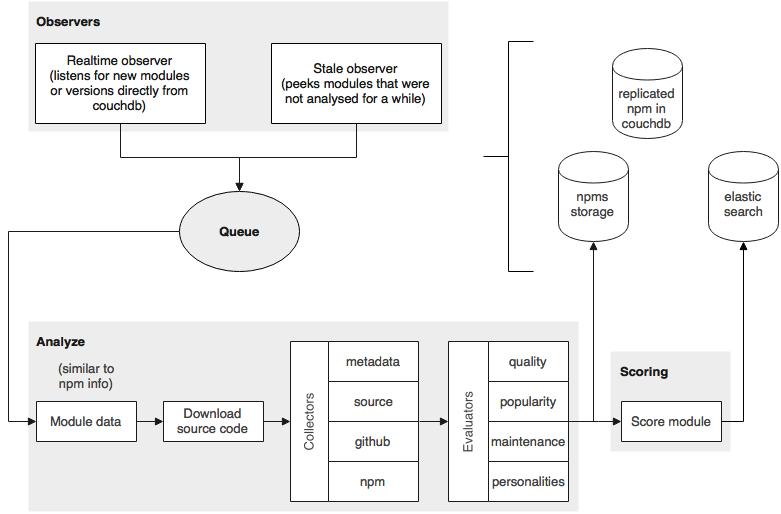 Observers
Realtime observer
(listens for new modules
or versions directly from
couchdb)
Stale observer
(peeks modules that were
not analysed for a while)
replicated
npm in
couchdb
npms
storage
elastic
search
Queue
Analyze
(similar to
npm info)
Module data
Download
source code
Collectors
metadata
source
github
npm
Evaluators
quality
popularity
maintenance
personalities
Scoring
Score module